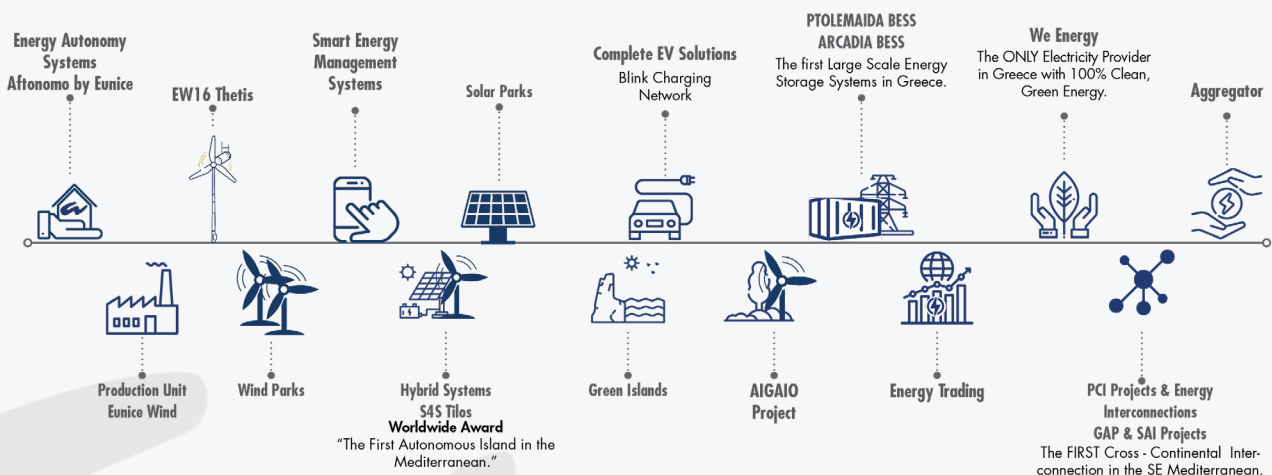 Energy Autonomy
Systems
Aftonomo by Eunice
EW16 Thetis
Smart Energy
Management
Systems
Solar Parks
Complete EV Solutions
Blink Charging
Network
PTOLEMAIDA BESS
ARCADIA BESS
The first Large Scale Energy
Storage Systems in Greece.
We Energy
The ONLY Electricity Provider
in Greece with 100% Clean,
Green Energy.
Aggregator
Production Unit
Eunice Wind
Wind Parks
Hybrid Systems
S4S Tilos
Worldwide Award
“The First Autonomous Island in the
Mediterranean.”
Green Islands
AIGAIO
Project
Energy Trading
PCI Projects & Energy
Interconnections
GAP & SAI Projects
The FIRST Cross - Continental Inter-
connection in the SE Mediterranean.